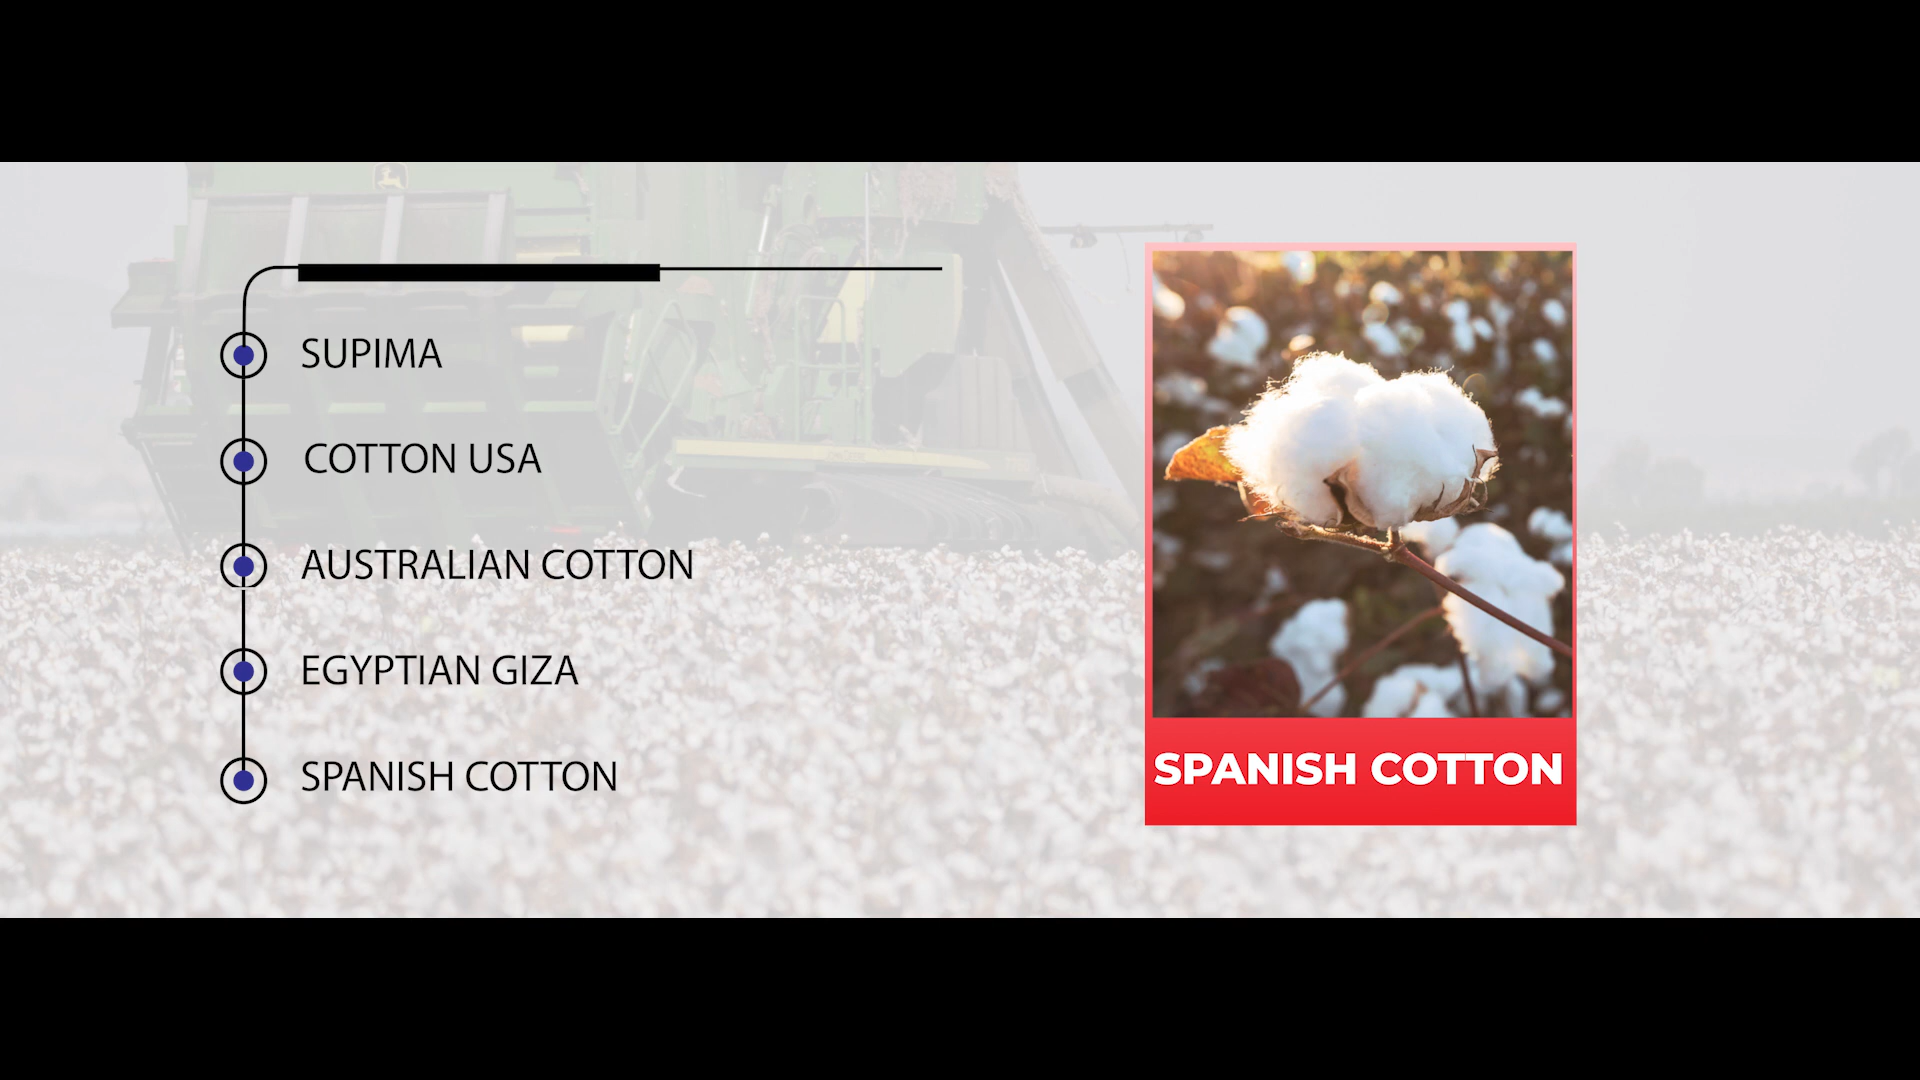 SUPIMA
COTTON USA
AUSTRALIAN COTTON
EGYPTIAN GIZA
SPANISH COTTON
SPANISH COTTON